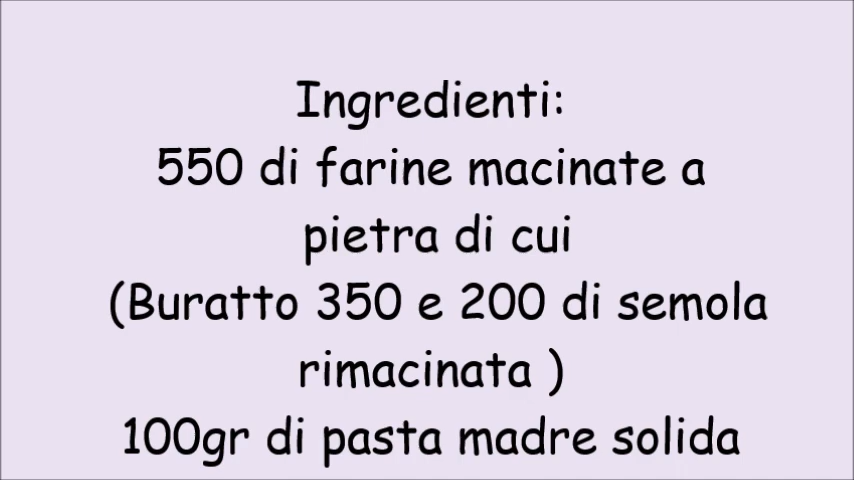 Ingredienti:
550 di farine macinate a
pietra di cui
(Buratto 350 e 200 di semola
rimacinata )
100gr di pasta madre solida